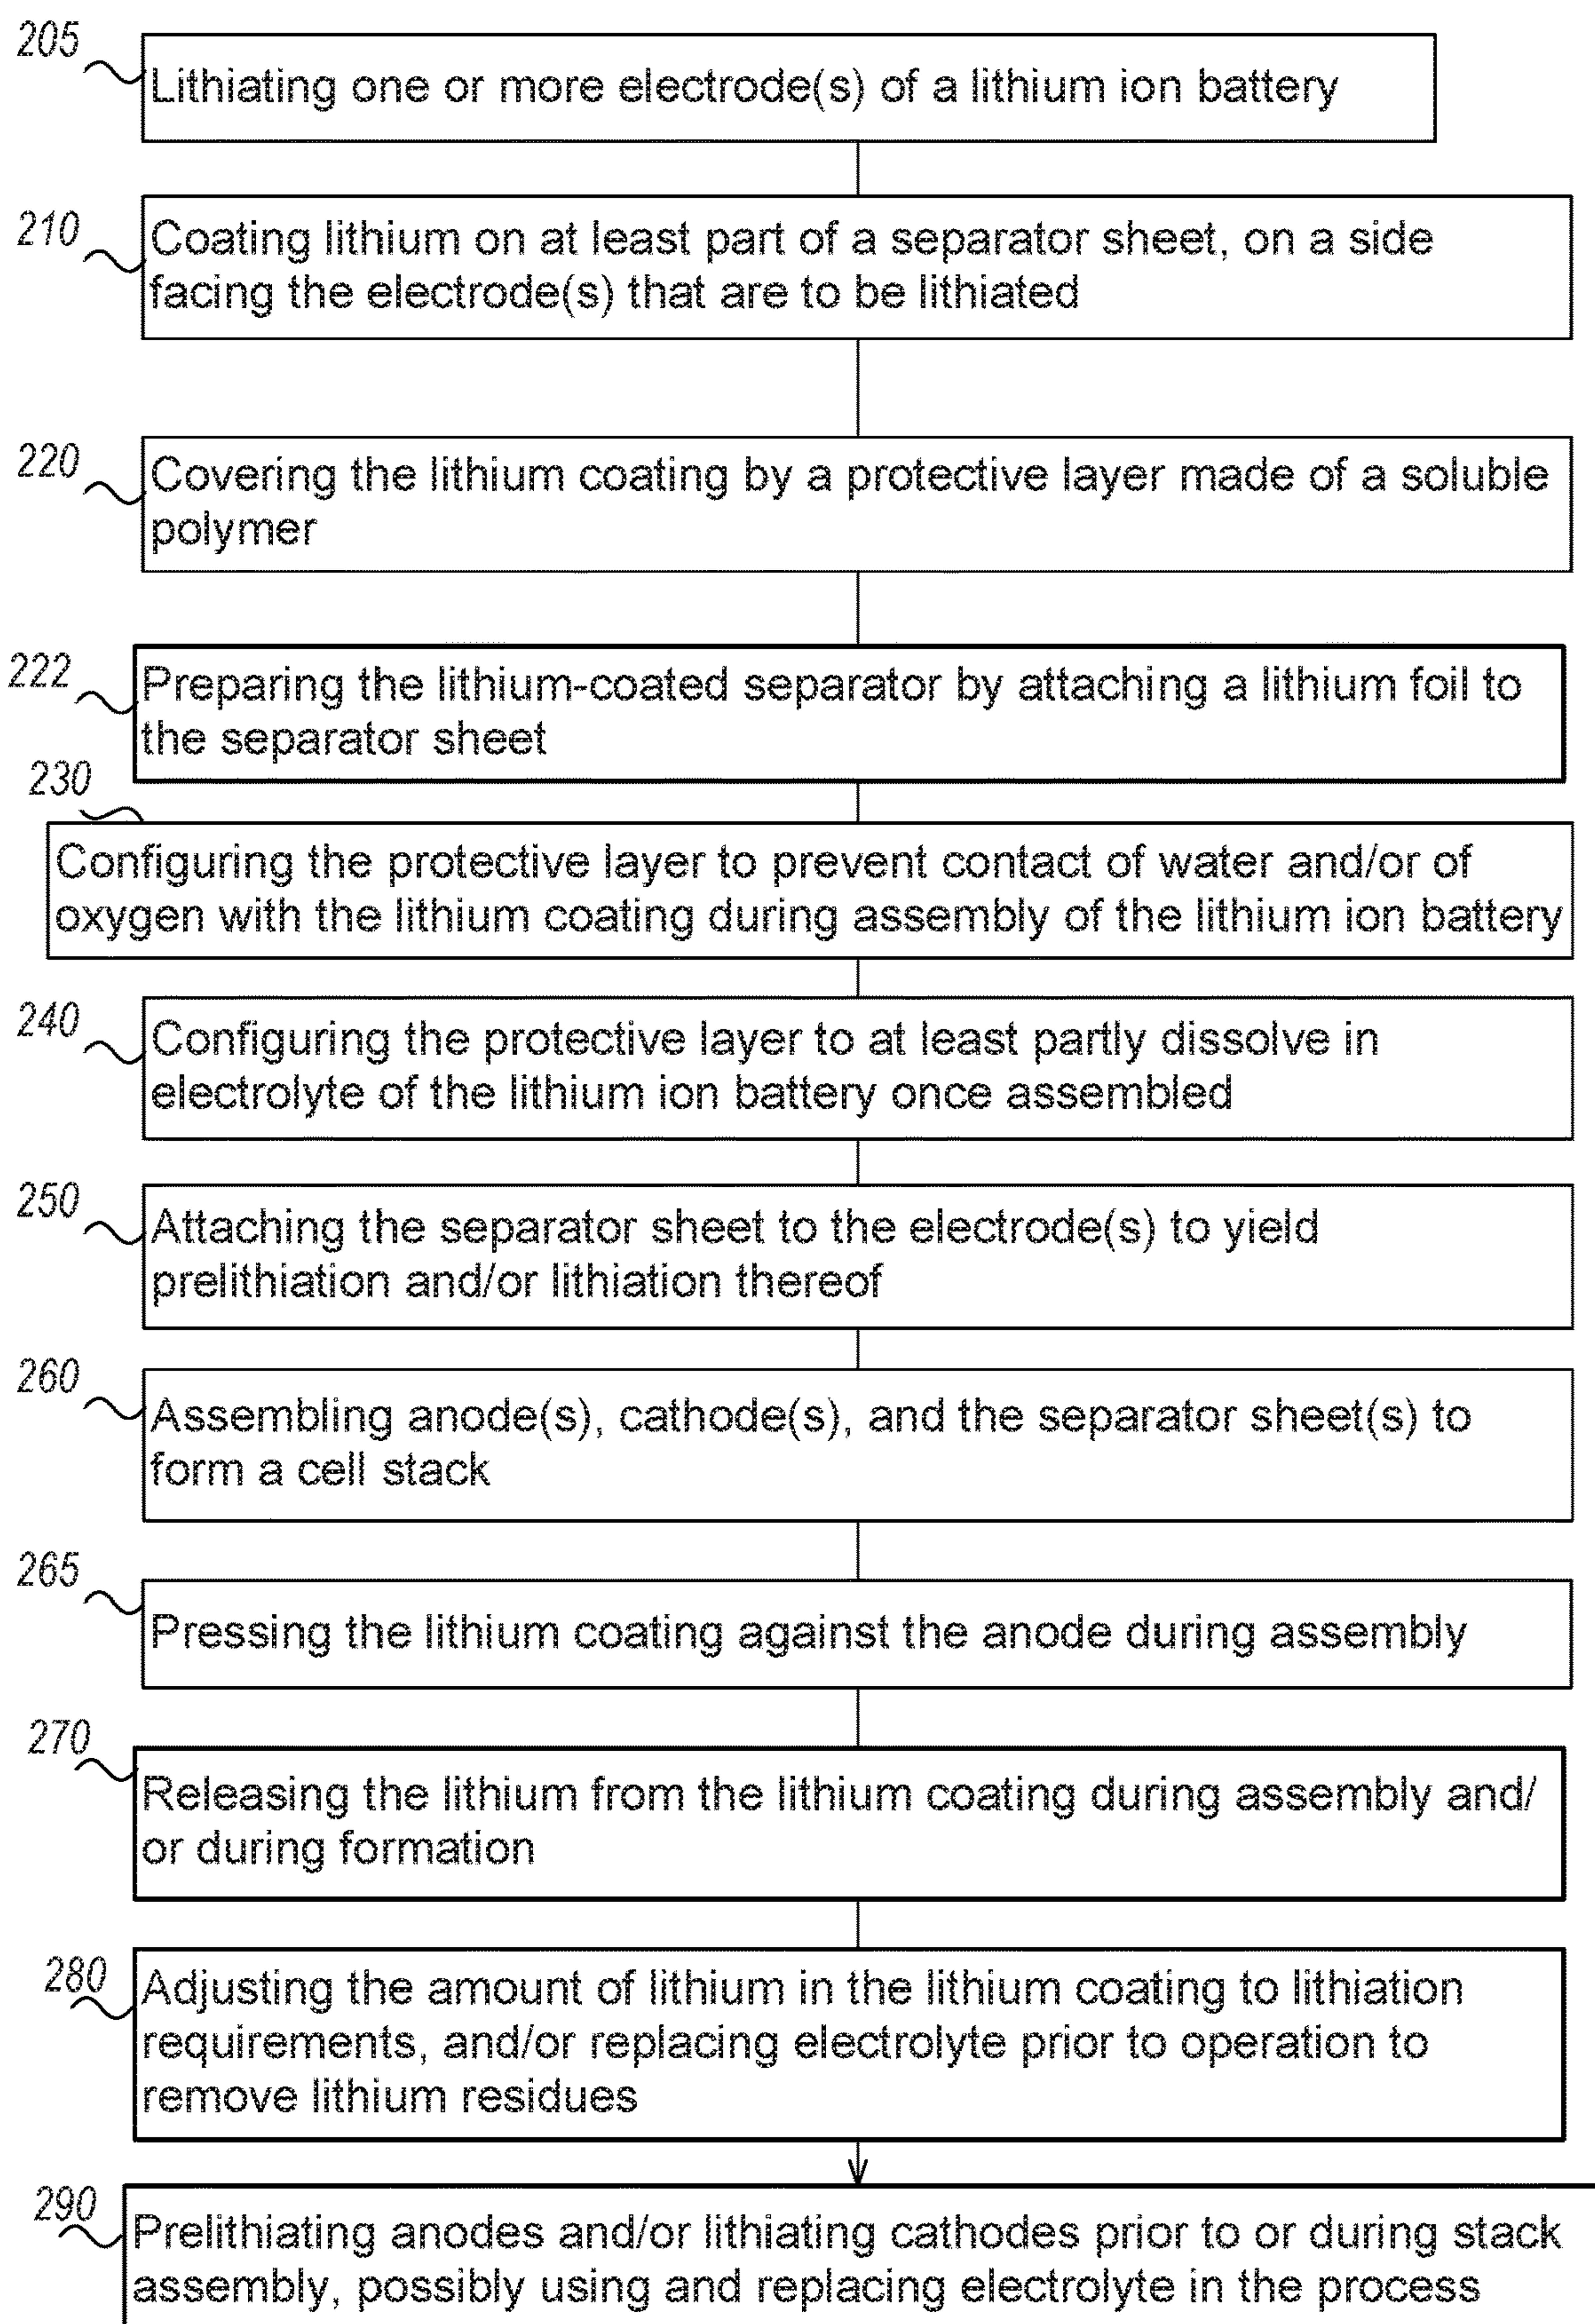 205
Lithiating one or more electrode(s) of a lithium ion battery
210
Coating lithium on at least part of a separator sheet, on a side
facing the electrode(s) that are to be lithiated
220
Covering the lithium coating by a protective layer made of a soluble
polymer
222
Preparing the lithium-coated separator by attaching a lithium foil to
the separator sheet
230
Configuring the protective layer to prevent contact of water and/or of
oxygen with the lithium coating during assembly of the lithium ion battery
240
Configuring the protective layer to at least partly dissolve in
electrolyte of the lithium ion battery once assembled
250
Attaching the separator sheet to the electrode(s) to yield
prelithiation and/or lithiation thereof
260
Assembling anode(s), cathode(s), and the separator sheet(s) to
form a cell stack
265
Pressing the lithium coating against the anode during assembly
270
Releasing the lithium from the lithium coating during assembly and/
or during formation
280
Adjusting the amount of lithium in the lithium coating to lithiation
requirements, and/or replacing electrolyte prior to operation to
remove lithium residues
290
Prelithiating anodes and/or lithiating cathodes prior to or during stack
assembly, possibly using and replacing electrolyte in the process